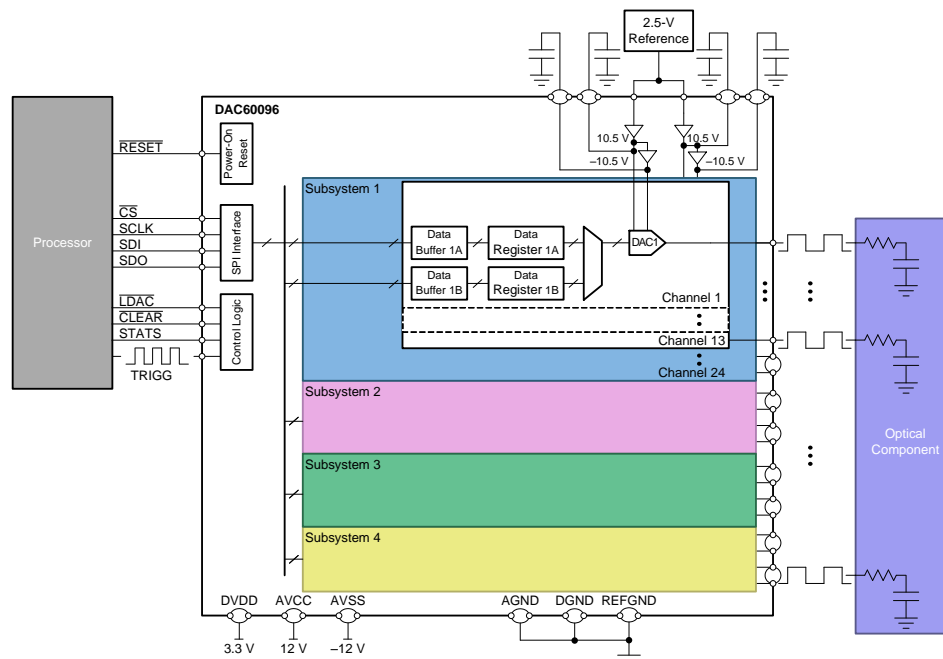 2.5-V
Reference
DAC60096
10.5 V
10.5 V
–10.5 V
–10.5 V
RESET
Power-On
Reset
Subsystem 1
CS
SCLK
SDI
SDO
SPI Interface
Processor
Data
Buffer 1A
Data
Register 1A
DAC1
Data
Buffer 1B
Data
Register 1B
Channel 1
Channel 13
Channel 24
LDAC
CLEAR
STATS
TRIGG
Control Logic
Subsystem 2
Optical
Component
Subsystem 3
Subsystem 4
DVDD
AVCC
AVSS
AGND
DGND
REFGND
3.3 V
12 V
–12 V